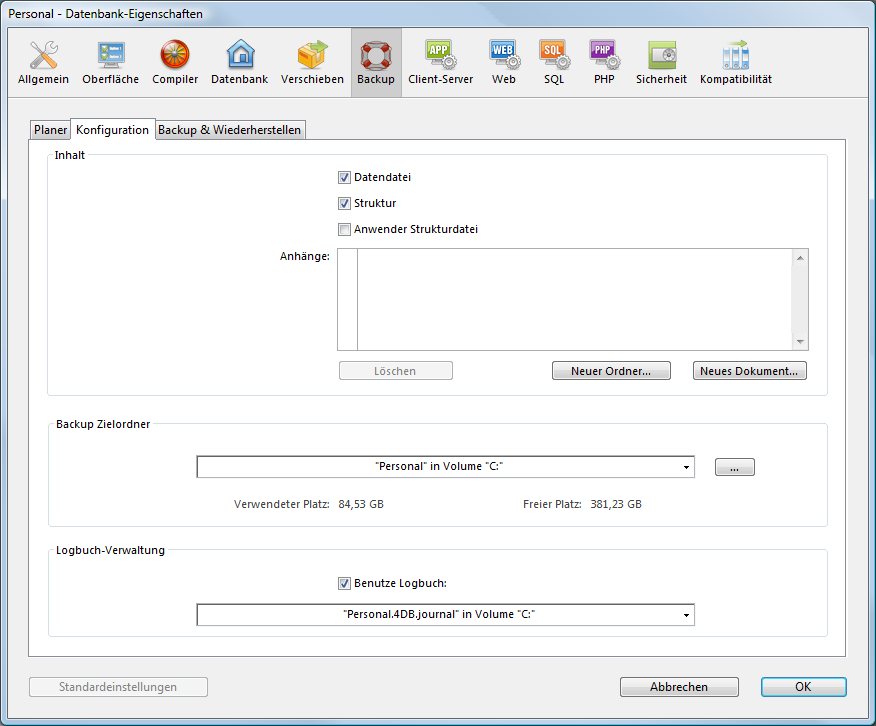 Personal - Datenbank-Eigenschaften
APP WEB SQL PHP
Allgemein Oberfläche Compiler Datenbank Verschieben Backup Client-Server Web SQL PHP Sicherheit Kompatibilität
Planer Konfiguration Backup & Wiederherstellen
Inhalt
Datendatei
Struktur
Anwender Strukturdatei
Anhänge:
Löschen Neuer Ordner... Neues Dokument...
Backup Zielordner
"Personal" in Volume "C:" ...
Verwendeter Platz: 84,53 GB Freier Platz: 381,23 GB
Logbuch-Verwaltung
Benutze Logbuch:
"Personal.4DB.journal" in Volume "C:"
Standardeinstellungen Abbrechen OK